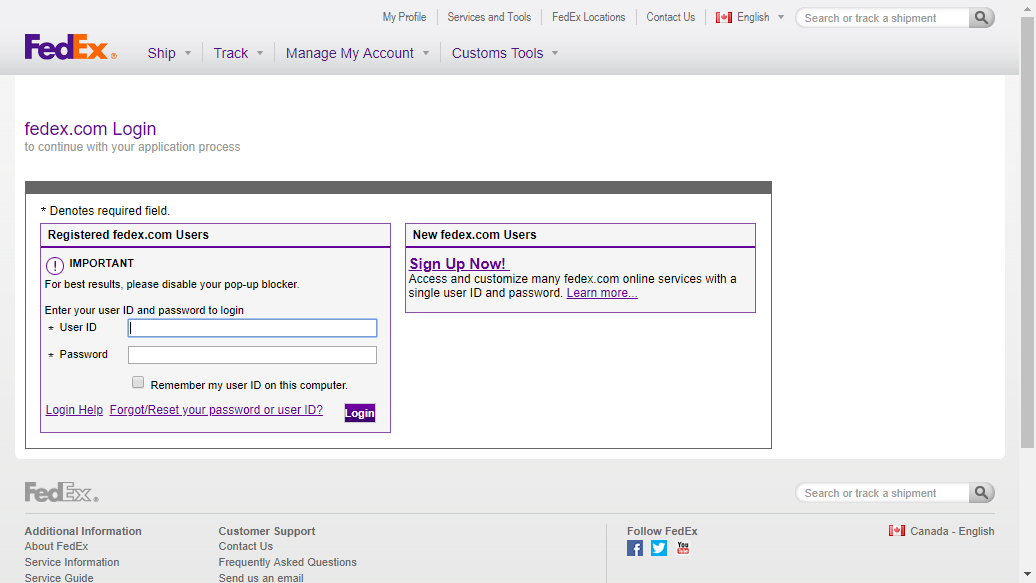 My Profile Services and Tools FedEx Locations Contact Us English Search or track a shipment
FedEx® Ship Track Manage My Account Customs Tools
fedex.com Login
to continue with your application process
* Denotes required field.
Registered fedex.com Users
! IMPORTANT
For best results, please disable your pop-up blocker.
Enter your user ID and password to login
* User ID
* Password
Remember my user ID on this computer.
Login Help Forgot/Reset your password or user ID? Login
New fedex.com Users
Sign Up Now!
Access and customize many fedex.com online services with a
single user ID and password. Learn more...
FedEx® Search or track a shipment
Additional Information
About FedEx
Service Information
Service Guide
Customer Support
Contact Us
Frequently Asked Questions
Send us an email
Follow FedEx
f You Tube
Canada - English